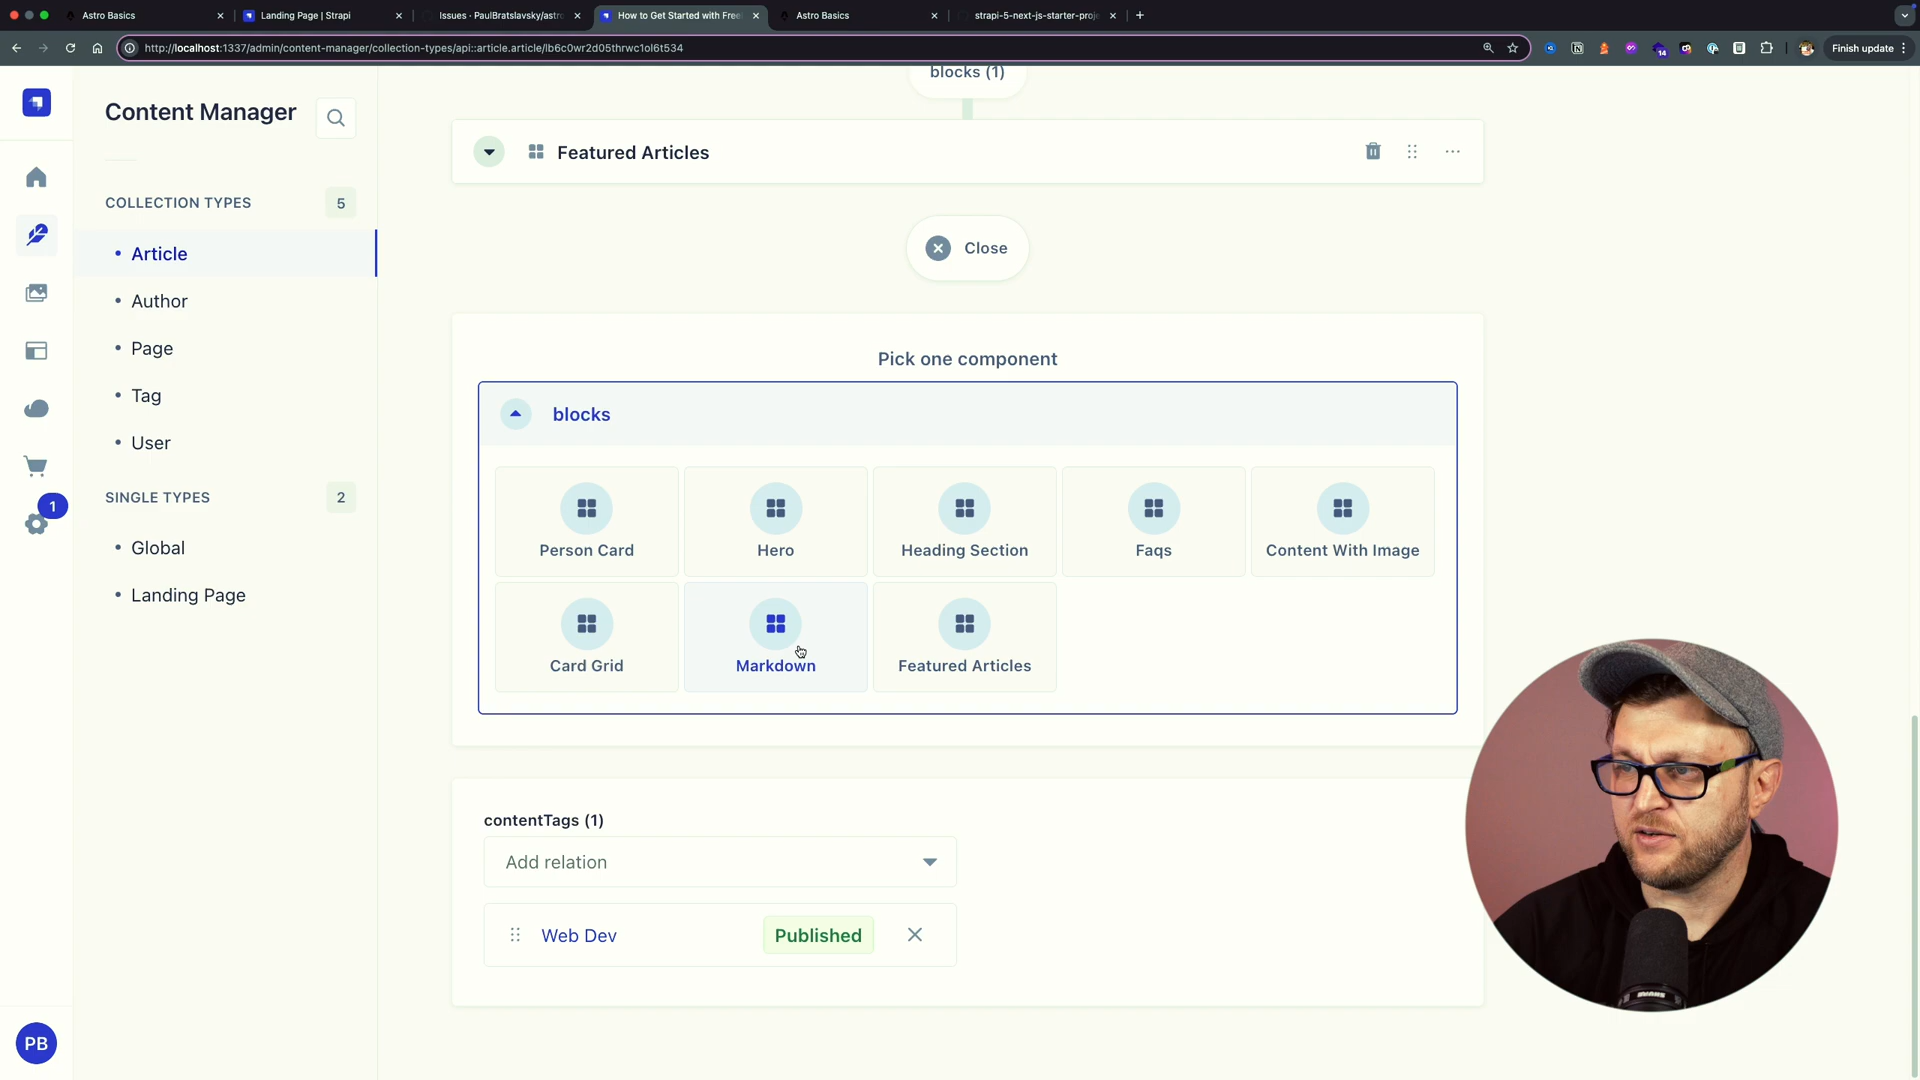 Astro Basics
Landing Page | Strapi
Issues · PaulBratslavsky/astro
How to Get Started with Free
Astro Basics
strapi-5-next-js-starter-proje
http://localhost:1337/admin/content-manager/collection-types/api::article.article/lb6c0wr2d05thrwc1ol6t534
14
Finish update
Content Manager
COLLECTION TYPES
5
Article
Author
Page
Tag
User
SINGLE TYPES
2
Global
Landing Page
1
PB
blocks (1)
Featured Articles
Close
Pick one component
blocks
Person Card
Hero
Heading Section
Faqs
Content With Image
Card Grid
Markdown
Featured Articles
contentTags (1)
Add relation
Web Dev
Published